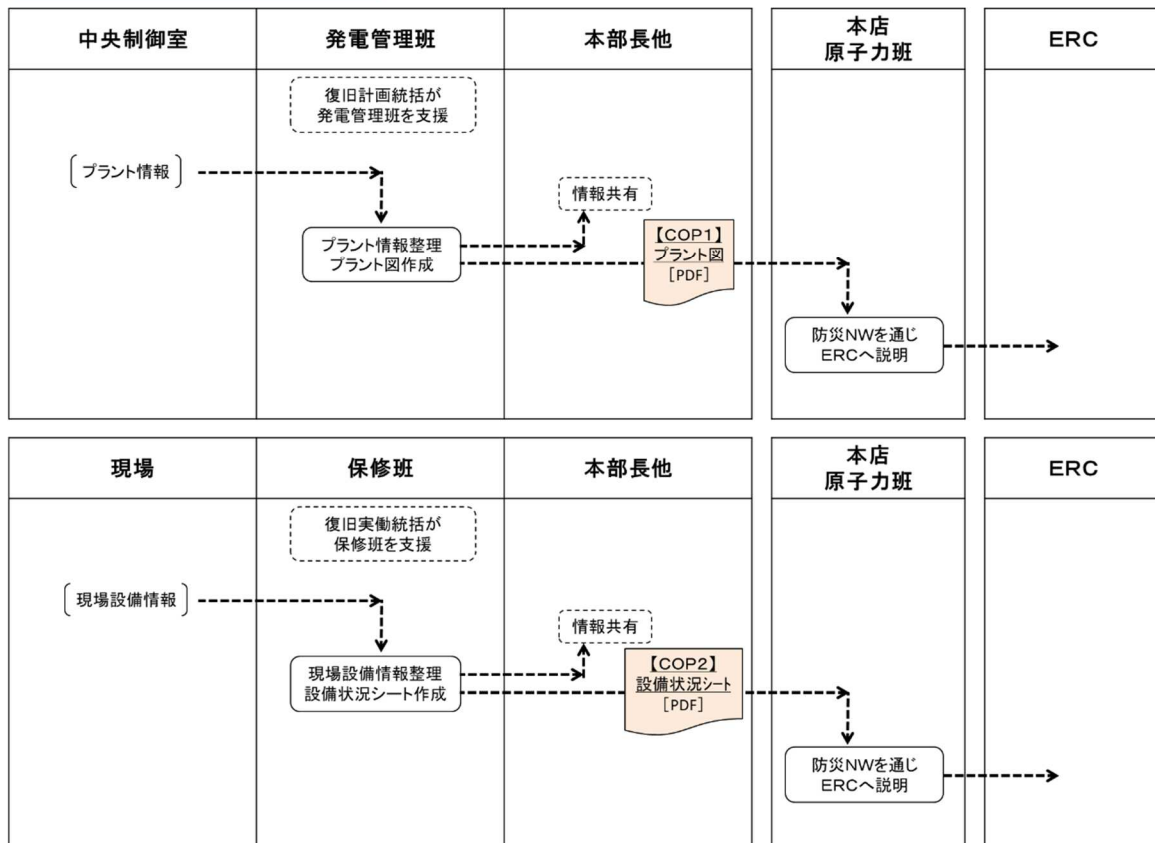 中央制御室
発電管理班
本部長他
本店
原子力班
ERC
復旧計画統括が
発電管理班を支援
プラント情報
情報共有
プラント情報整理
プラント図作成
【COP1】
プラント図
[PDF]
防災NWを通じ
ERCへ説明
現場
保修班
本部長他
本店
原子力班
ERC
復旧実働統括が
保修班を支援
現場設備情報
情報共有
現場設備情報整理
設備状況シート作成
【COP2】
設備状況シート
[PDF]
防災NWを通じ
ERCへ説明